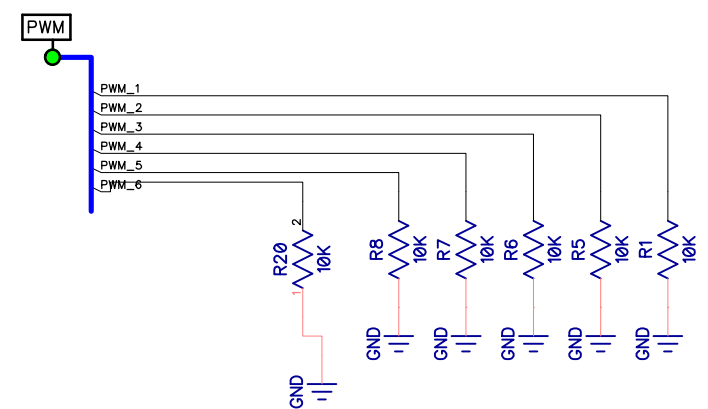 PWM
PWM_1
PWM_2
PWM_3
PWM_4
PWM_5
PWM_6
2
R20
10K
1
GND
R8
10K
GND
R7
10K
GND
R6
10K
GND
R5
10K
GND
R1
10K
GND